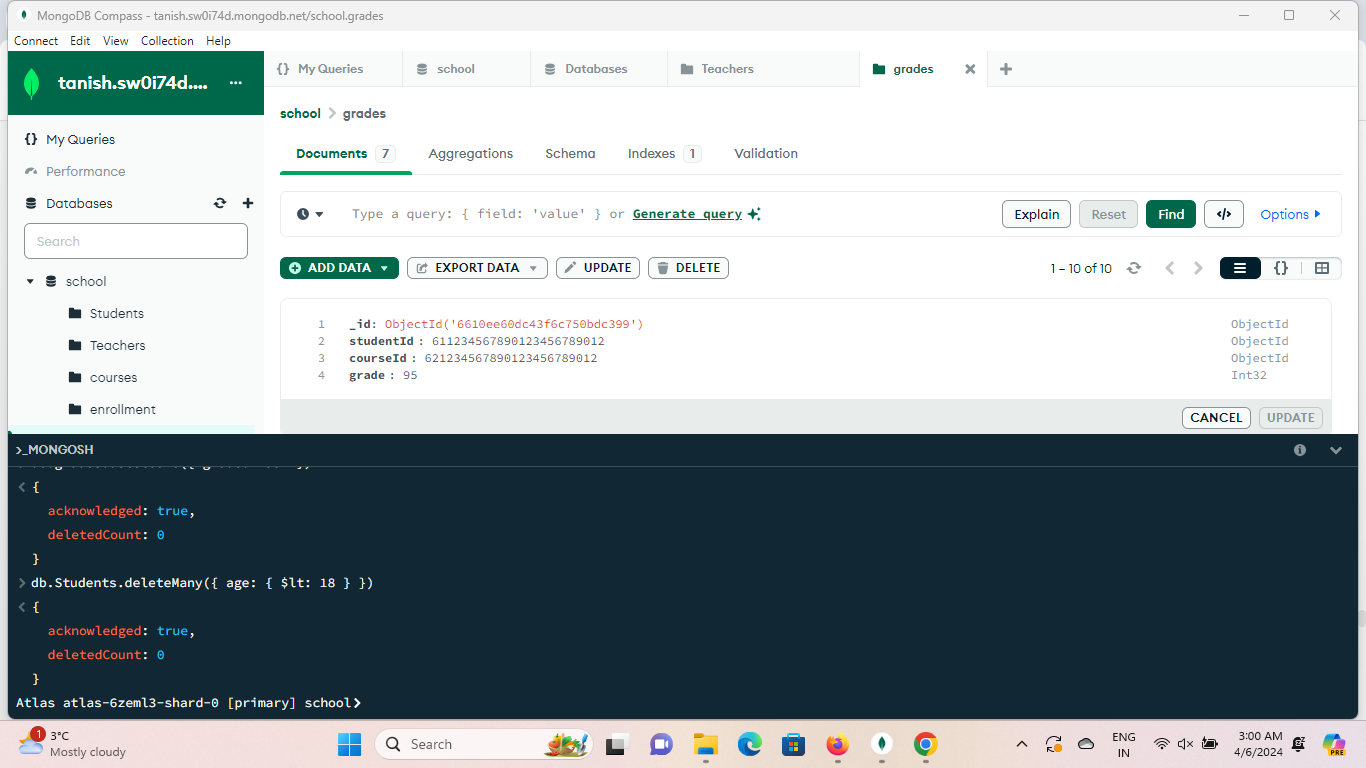 MongoDB Compass - tanish.sw0i74d.mongodb.net/school.grades
Connect Edit View Collection Help
tanish.sw0i74d....
My Queries
school
Databases
Teachers
grades
school > grades
My Queries
Performance
Databases
Search
school
Students
Teachers
courses
enrollment
Documents 7
Aggregations
Schema
Indexes 1
Validation
Type a query: { field: 'value' } or Generate query
Explain
Reset
Find
</>
Options
ADD DATA
EXPORT DATA
UPDATE
DELETE
1 – 10 of 10
{}
1 _id: ObjectId('6610ee60dc43f6c750bdc399') ObjectId
2 studentId : 611234567890123456789012 ObjectId
3 courseId : 621234567890123456789012 ObjectId
4 grade : 95 Int32
CANCEL
UPDATE
>_MONGOSH
< {
acknowledged: true,
deletedCount: 0
}
> db.Students.deleteMany({ age: { $lt: 18 } })
< {
acknowledged: true,
deletedCount: 0
}
Atlas atlas-6zeml3-shard-0 [primary] school>
1
3°C
Mostly cloudy
Search
ENG
IN
3:00 AM
4/6/2024
PRE